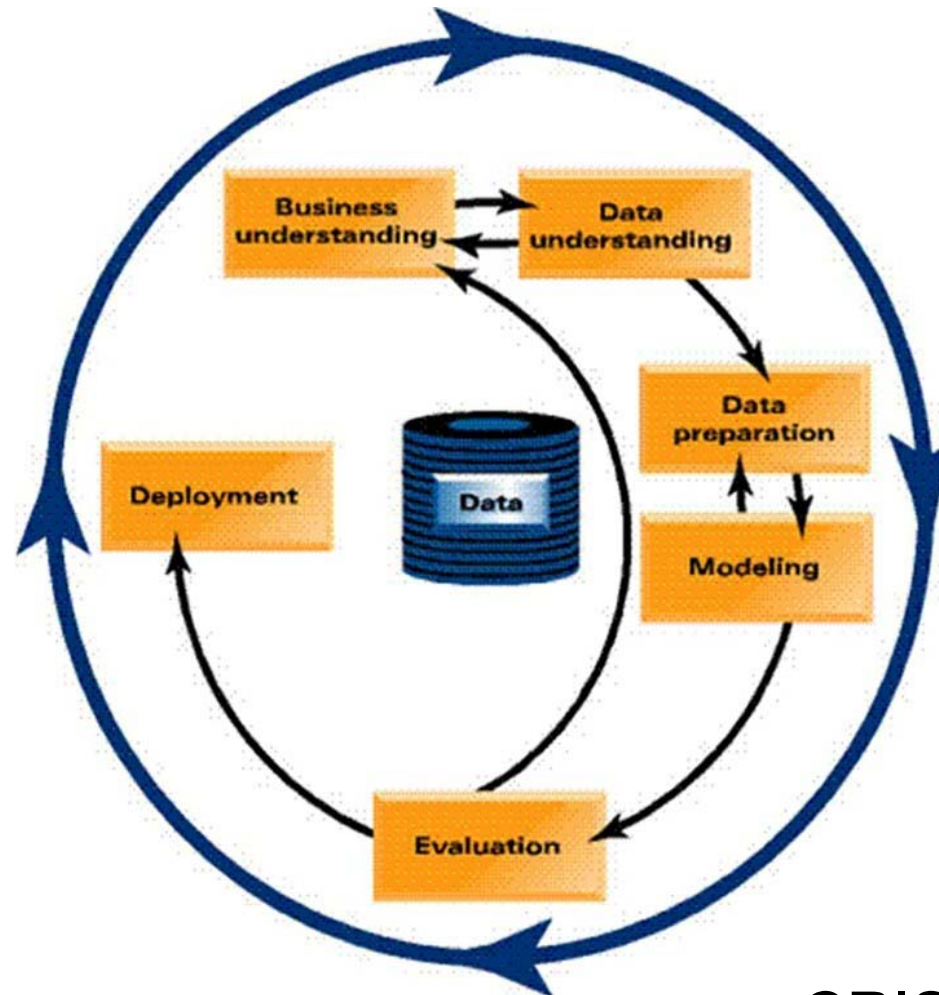 Business
understanding
Data
understanding
Data
preparation
Deployment
Data
Modeling
Evaluation